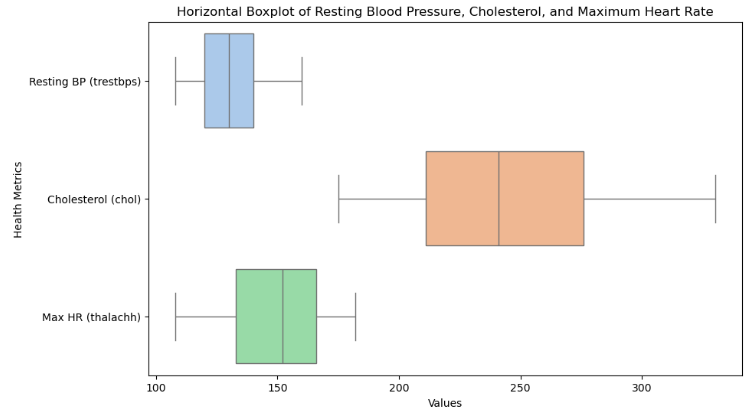 Horizontal Boxplot of Resting Blood Pressure, Cholesterol, and Maximum Heart Rate
Resting BP (trestbps)
Cholesterol (chol)
Max HR (thalachh)
Health Metrics
100 150 200 250 300
Values